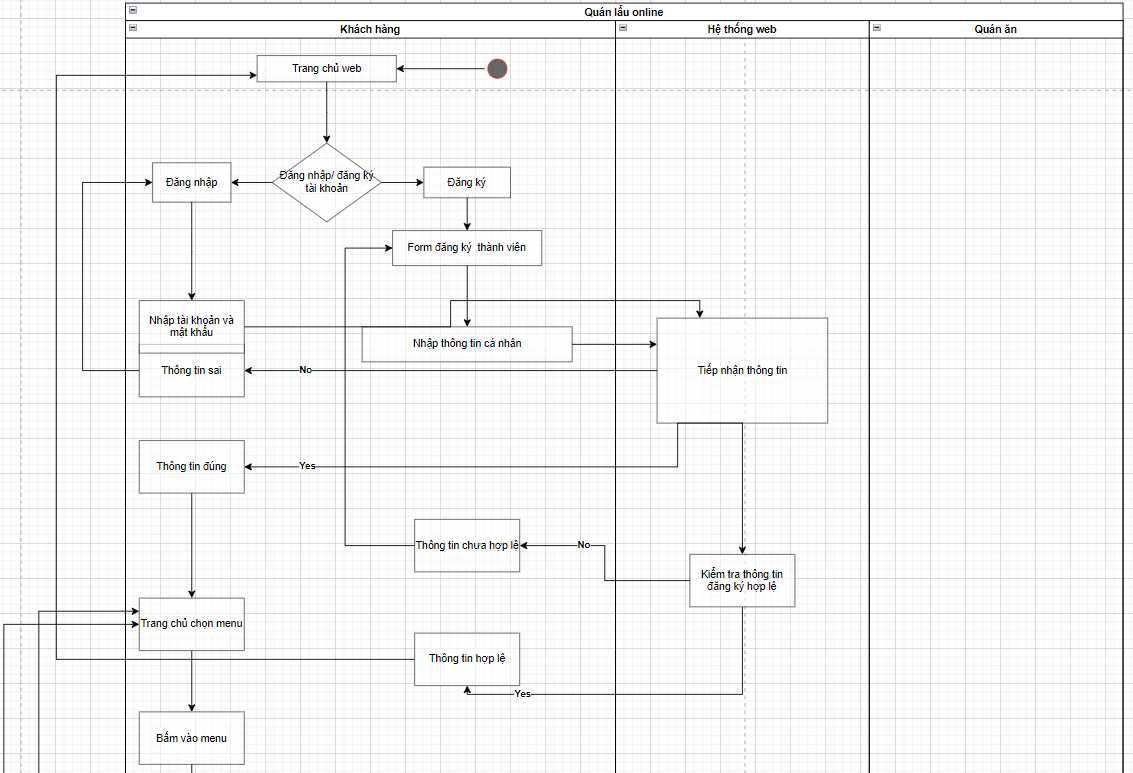 Quán lẩu online
Khách hàng
Hệ thống web
Quán ăn
Trang chủ web
Đăng nhập
Đăng nhập/ đăng ký
tài khoản
Đăng ký
Form đăng ký thành viên
Nhập tài khoản và
mật khẩu
Nhập thông tin cá nhân
Thông tin sai
No
Tiếp nhận thông tin
Thông tin đúng
Yes
Thông tin chưa hợp lệ
No
Kiểm tra thông tin
đăng ký hợp lệ
Trang chủ chọn menu
Thông tin hợp lệ
Yes
Bấm vào menu